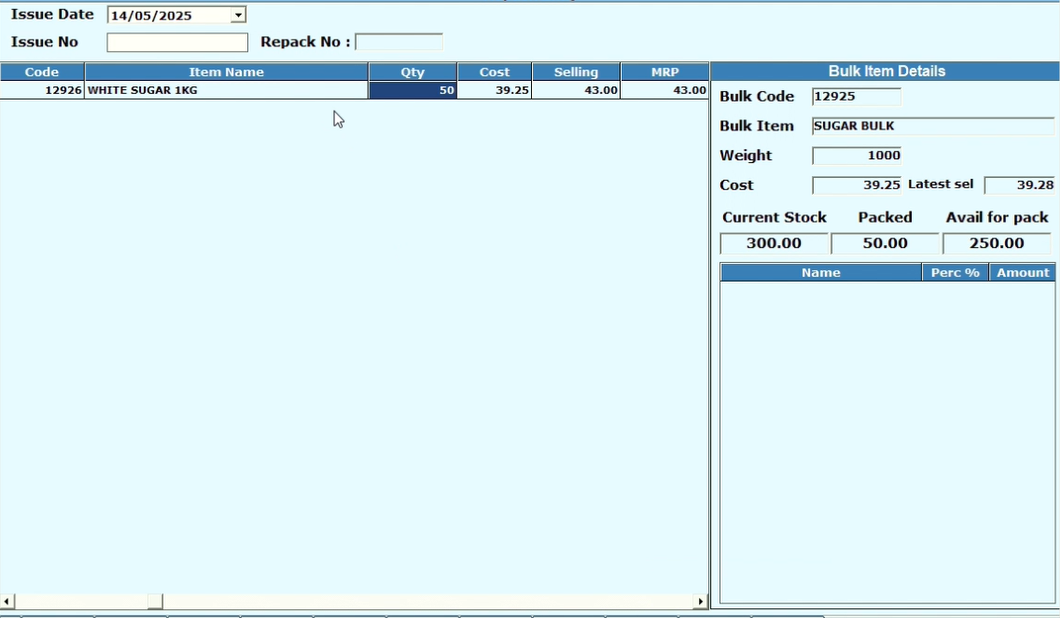 Issue Date 14/05/2025
Issue No Repack No :
Code Item Name Qty Cost Selling MRP
12926 WHITE SUGAR 1KG 50 39.25 43.00 43.00
Bulk Item Details
Bulk Code 12925
Bulk Item SUGAR BULK
Weight 1000
Cost 39.25 Latest sel 39.28
Current Stock Packed Avail for pack
300.00 50.00 250.00
Name Perc % Amount